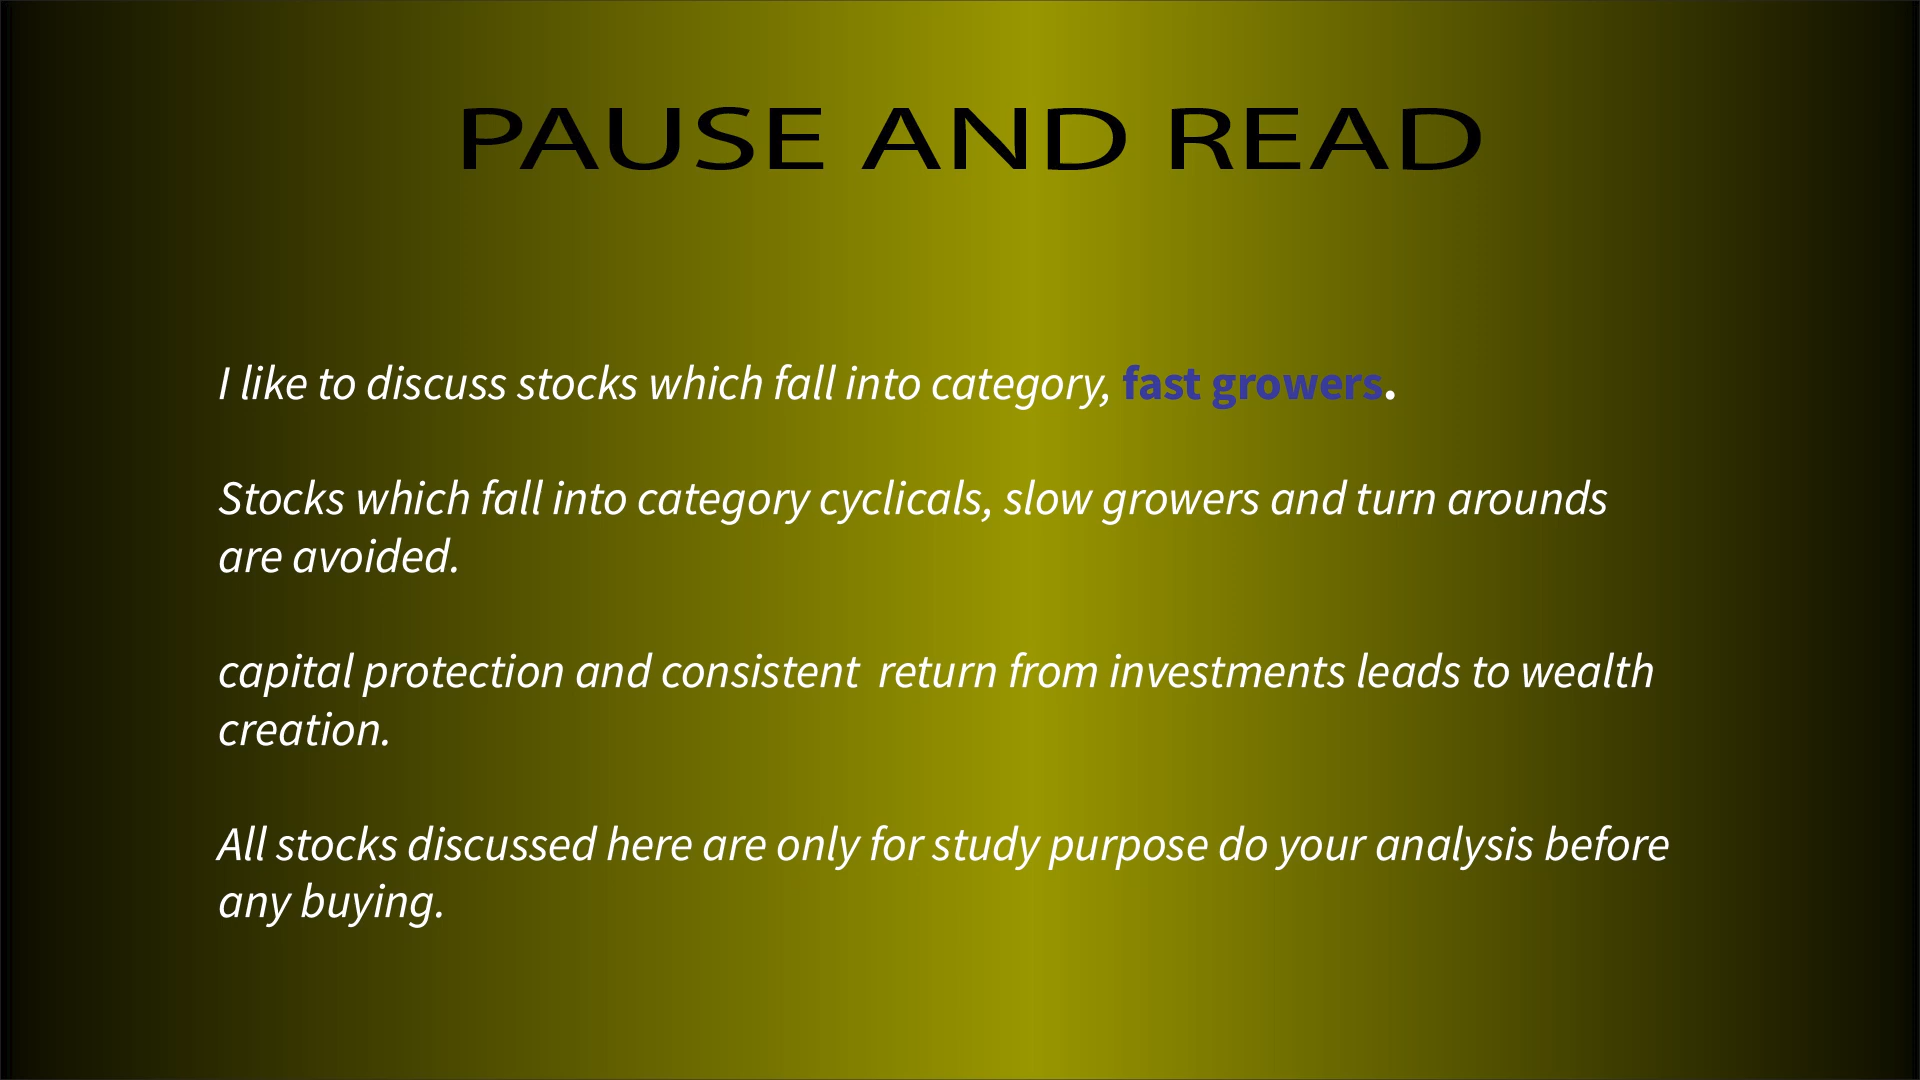 PAUSE AND READ
I like to discuss stocks which fall into category, fast growers.
Stocks which fall into category cyclicals, slow growers and turn arounds
are avoided.
capital protection and consistent  return from investments leads to wealth
creation.
All stocks discussed here are only for study purpose do your analysis before
any buying.